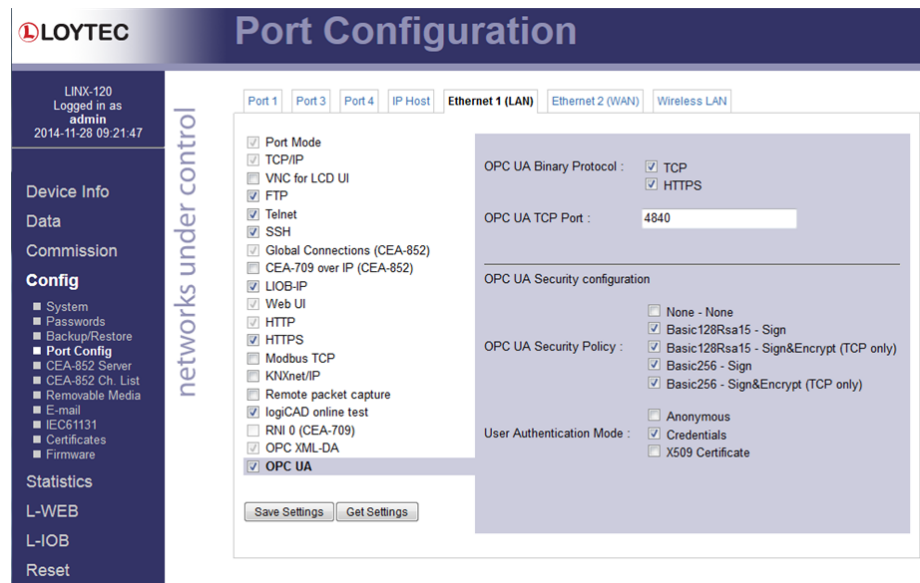 LOYTEC
Port Configuration
LINX-120
Logged in as
admin
2014-11-28 09:21:47
Device Info
Data
Commission
Config
System
Passwords
Backup/Restore
Port Config
CEA-852 Server
CEA-852 Ch. List
Removable Media
E-mail
IEC61131
Certificates
Firmware
Statistics
L-WEB
L-IOB
Reset
networks under control
Port 1 Port 3 Port 4 IP Host Ethernet 1 (LAN) Ethernet 2 (WAN) Wireless LAN
Port Mode
TCP/IP
VNC for LCD UI
FTP
Telnet
SSH
Global Connections (CEA-852)
CEA-709 over IP (CEA-852)
LIOB-IP
Web UI
HTTP
HTTPS
Modbus TCP
KNXnet/IP
Remote packet capture
logiCAD online test
RNI 0 (CEA-709)
OPC XML-DA
OPC UA
Save Settings Get Settings
OPC UA Binary Protocol : TCP
HTTPS
OPC UA TCP Port : 4840
OPC UA Security configuration
None - None
Basic128Rsa15 - Sign
OPC UA Security Policy : Basic128Rsa15 - Sign&Encrypt (TCP only)
Basic256 - Sign
Basic256 - Sign&Encrypt (TCP only)
Anonymous
User Authentication Mode : Credentials
X509 Certificate